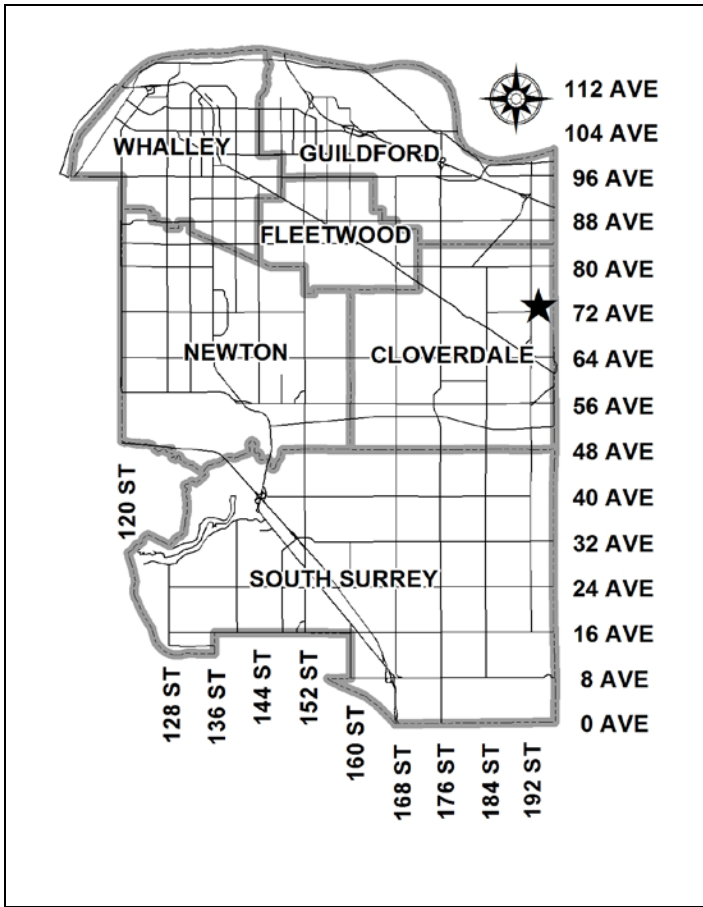 112 AVE
104 AVE
WHALLEY
GUILDFORD
96 AVE
88 AVE
FLEETWOOD
80 AVE
72 AVE
NEWTON
CLOVERDALE
64 AVE
56 AVE
48 AVE
120 ST
40 AVE
32 AVE
SOUTH SURREY
24 AVE
16 AVE
8 AVE
0 AVE
128 ST
136 ST
144 ST
152 ST
160 ST
168 ST
176 ST
184 ST
192 ST